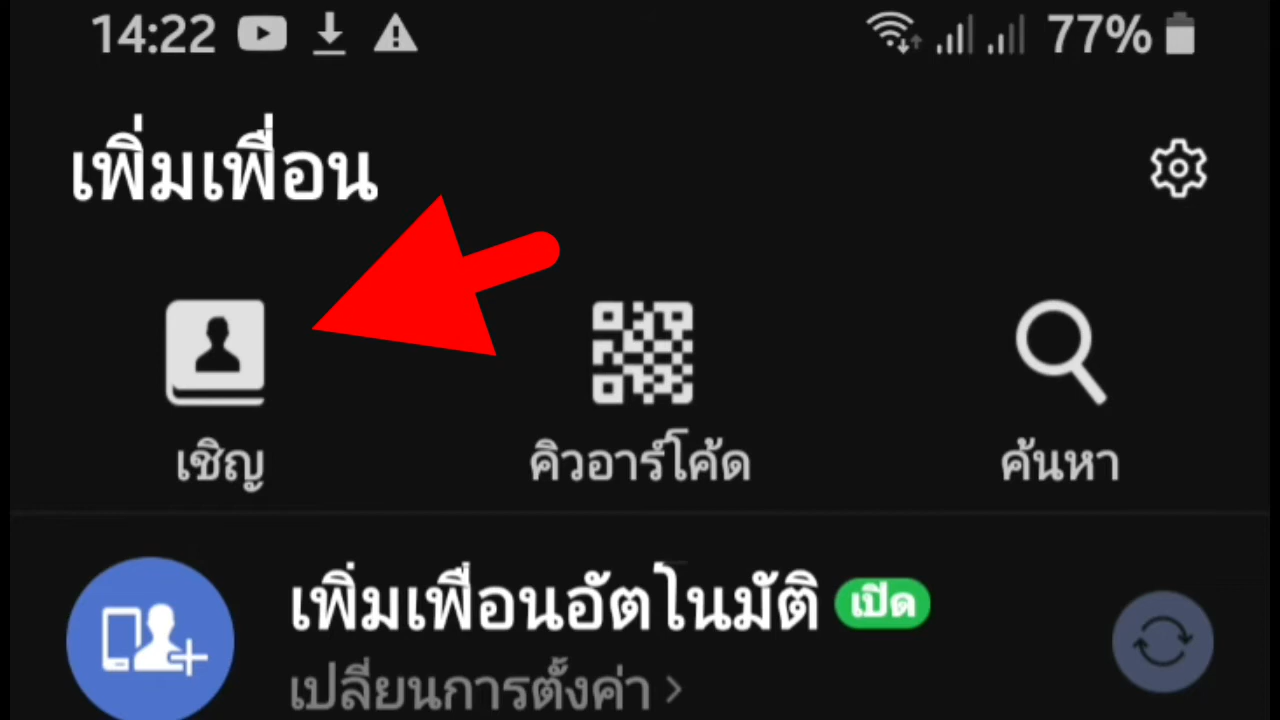 14:22 77%
เพิ่มเพื่อน
เชิญ คิวอาร์โค้ด ค้นหา
เพิ่มเพื่อนอัตโนมัติ เปิด
เปลี่ยนการตั้งค่า >